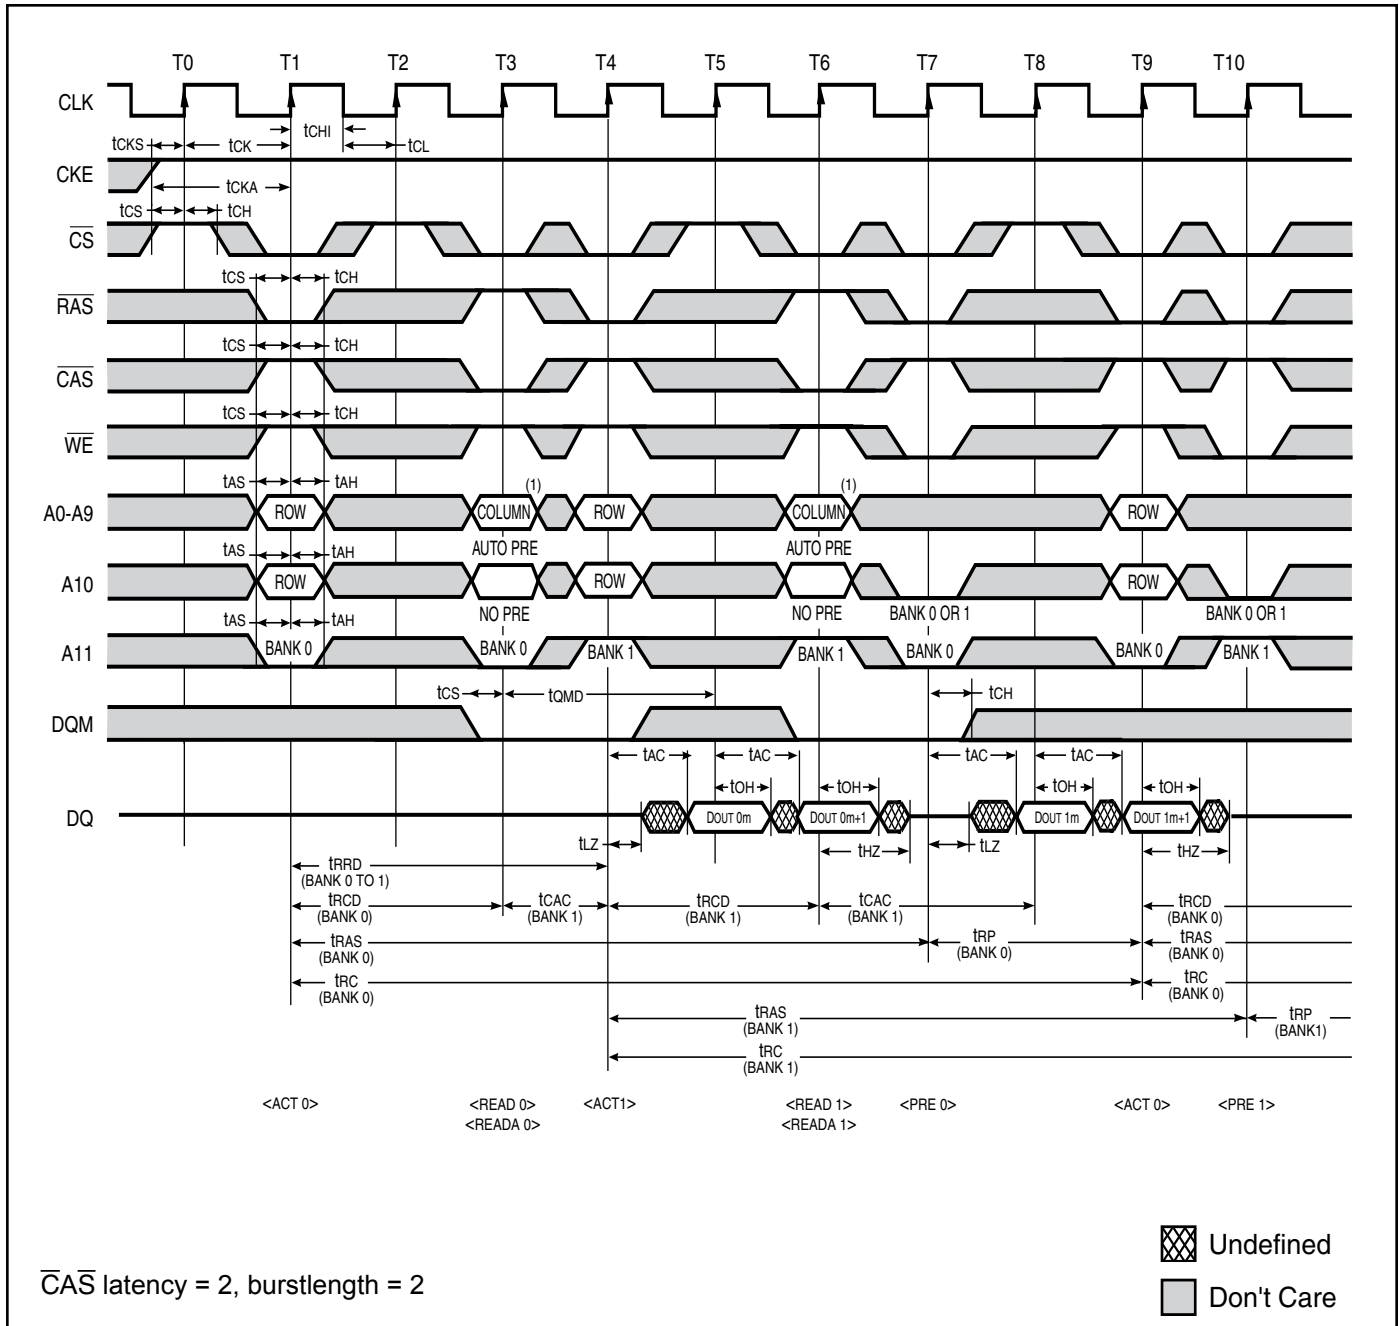 T0 T1 T2 T3 T4 T5 T6 T7 T8 T9 T10
CLK
tCHI
tCKS tCK tCL
CKE
tCKA
tCS tCH
CS
tCS tCH
RAS
tCS tCH
CAS
tCS tCH
WE
tAS tAH (1) (1)
A0-A9 ROW COLUMN ROW COLUMN ROW
tAS tAH AUTO PRE AUTO PRE
A10 ROW ROW ROW
NO PRE NO PRE BANK 0 OR 1 BANK 0 OR 1
tAS tAH
A11 BANK 0 BANK 0 BANK 1 BANK 1 BANK 0 BANK 0 BANK 1
tCS tQMD tCH
DQM
tAC tAC tAC tAC
tOH tOH tOH tOH
DQ DOUT 0m DOUT 0m+1 DOUT 1m DOUT 1m+1
tLZ tHZ tLZ tHZ
tRRD
(BANK 0 TO 1)
tRCD tCAC tRCD tCAC tRCD
(BANK 0) (BANK 1) (BANK 1) (BANK 1) (BANK 0)
tRAS tRP tRAS
(BANK 0) (BANK 0) (BANK 0)
tRC tRC
(BANK 0) (BANK 0)
tRAS tRP
(BANK 1) (BANK1)
tRC
(BANK 1)
<ACT 0> <READ 0> <ACT1> <READ 1> <PRE 0> <ACT 0> <PRE 1>
<READA 0> <READA 1>
Undefined
CAS latency = 2, burstlength = 2
Don't Care